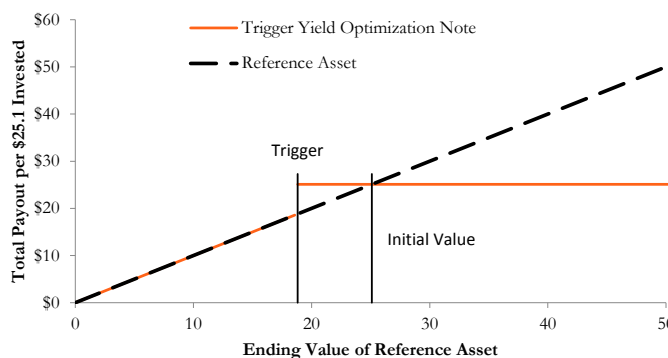 $60
Trigger Yield Optimization Note
$50
Reference Asset
$40
Trigger
$30
$20
Initial Value
$10
$0
0
10
20
30
40
50
Total Payout per $25.1 Invested
Ending Value of Reference Asset